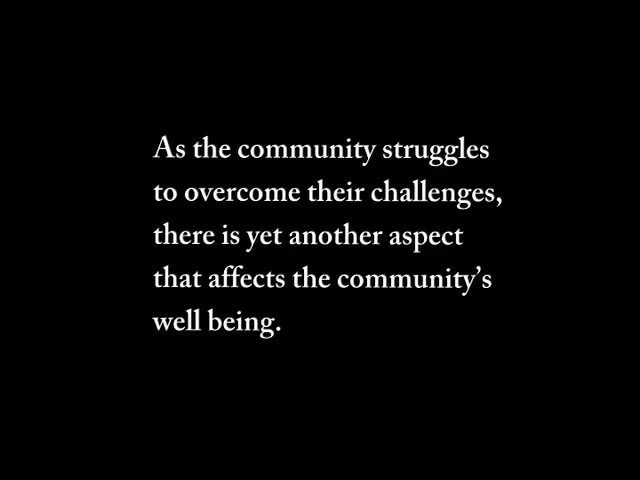 As the community struggles
to overcome their challenges,
there is yet another aspect
that affects the community’s
well being.